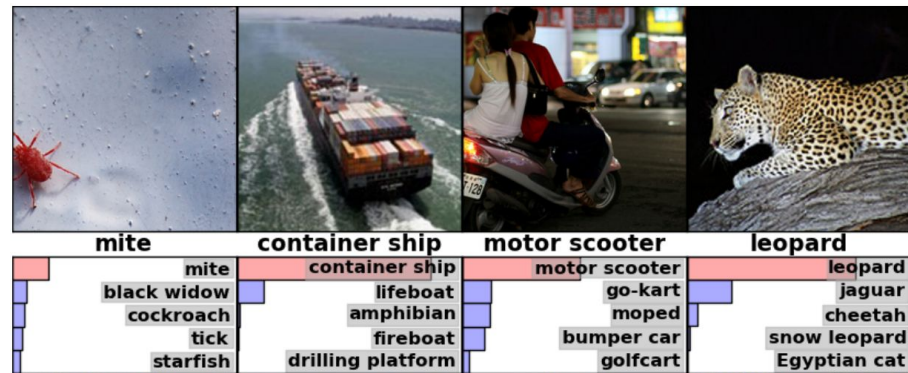 mite
container ship
motor scooter
leopard
mite
black widow
cockroach
tick
starfish
container ship
lifeboat
amphibian
fireboat
drilling platform
motor scooter
go-kart
moped
bumper car
golfcart
leopard
jaguar
cheetah
snow leopard
Egyptian cat